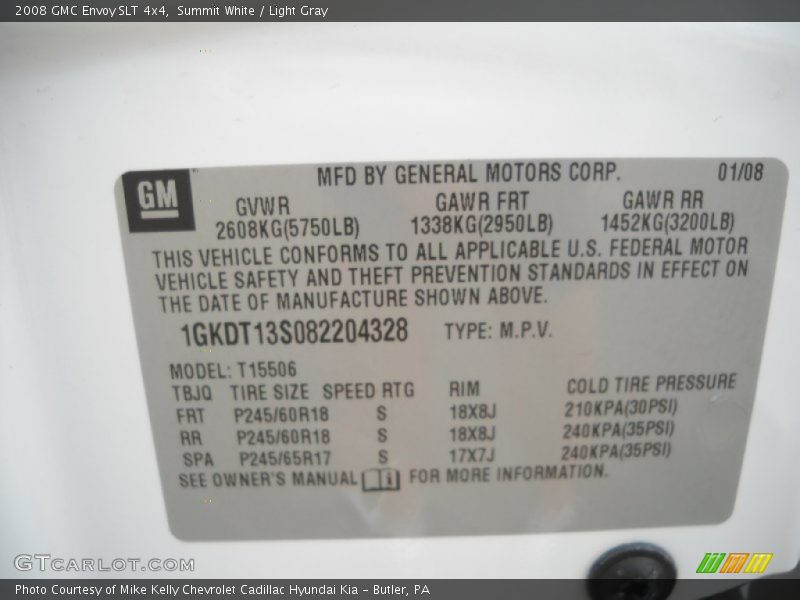 2008 GMC Envoy SLT 4x4, Summit White / Light Gray
GM
MFD BY GENERAL MOTORS CORP. 01/08
GVWR GAWR FRT GAWR RR
2608KG(5750LB) 1338KG(2950LB) 1452KG(3200LB)
THIS VEHICLE CONFORMS TO ALL APPLICABLE U.S. FEDERAL MOTOR
VEHICLE SAFETY AND THEFT PREVENTION STANDARDS IN EFFECT ON
THE DATE OF MANUFACTURE SHOWN ABOVE.
1GKDT13S082204328 TYPE: M.P.V.
MODEL: T15506
TBJQ TIRE SIZE SPEED RTG RIM COLD TIRE PRESSURE
FRT P245/60R18 S 18X8J 210KPA(30PSI)
RR P245/60R18 S 18X8J 240KPA(35PSI)
SPA P245/65R17 S 17X7J 240KPA(35PSI)
SEE OWNER'S MANUAL i FOR MORE INFORMATION.
GTCARLOT.COM
Photo Courtesy of Mike Kelly Chevrolet Cadillac Hyundai Kia - Butler, PA